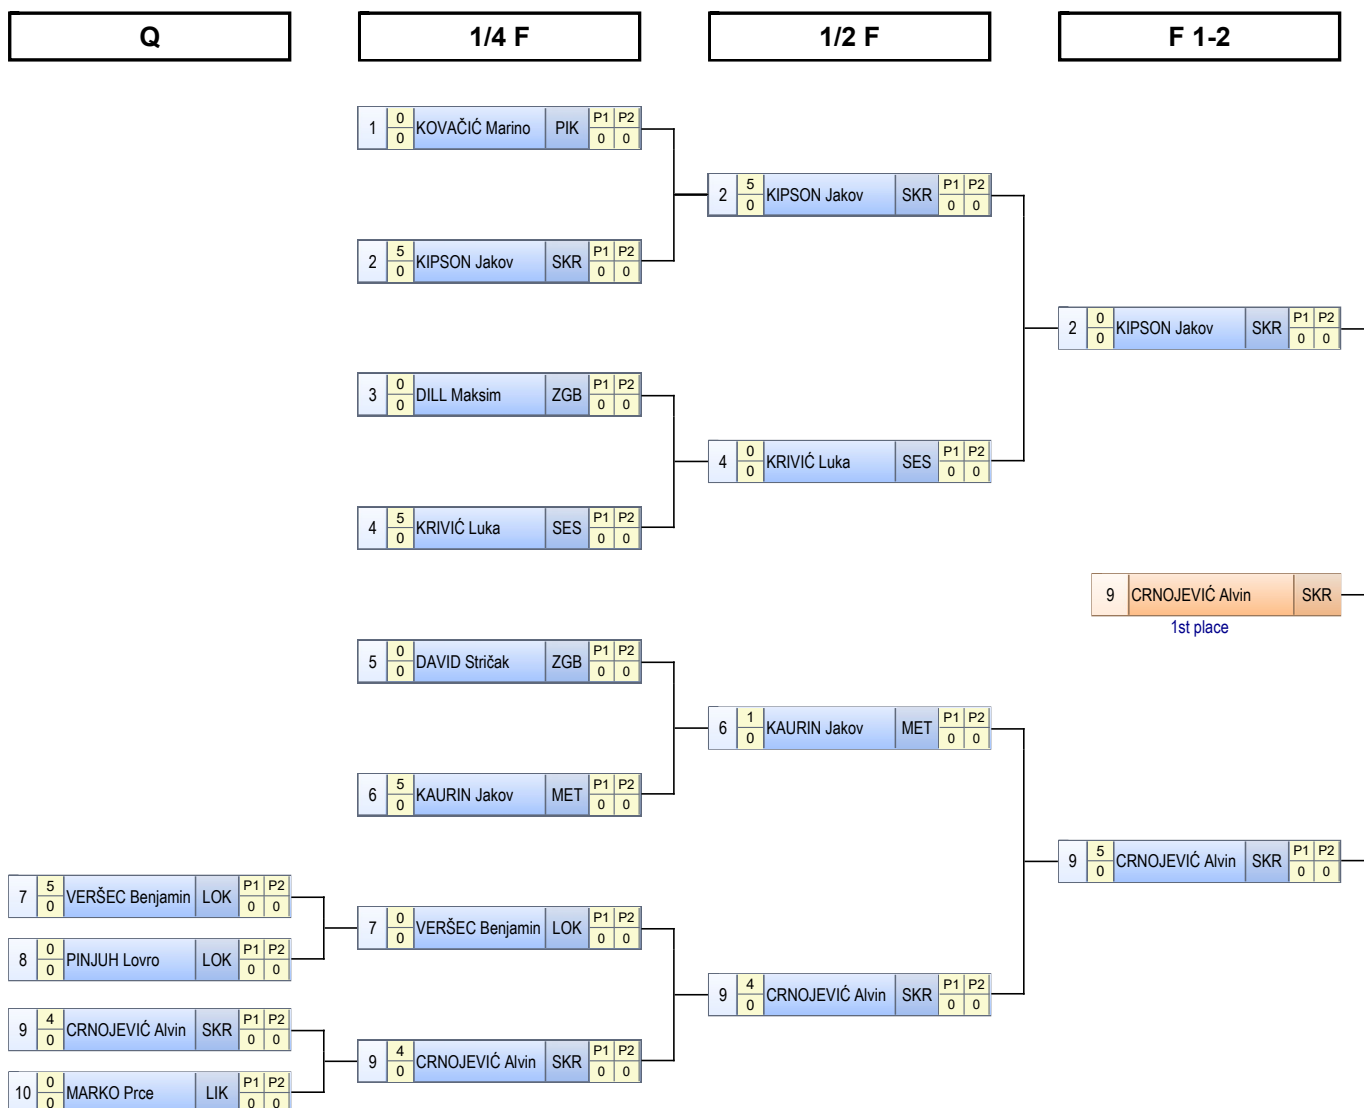 Q 1/4 F 1/2 F F 1-2
1 0 0 KOVAČIĆ Marino PIK P1 P2 0 0
2 5 0 KIPSON Jakov SKR P1 P2 0 0
2 5 0 KIPSON Jakov SKR P1 P2 0 0
2 0 0 KIPSON Jakov SKR P1 P2 0 0
3 0 0 DILL Maksim ZGB P1 P2 0 0
4 0 0 KRIVIĆ Luka SES P1 P2 0 0
4 5 0 KRIVIĆ Luka SES P1 P2 0 0
9 CRNOJEVIĆ Alvin SKR
1st place
5 0 0 DAVID Stričak ZGB P1 P2 0 0
6 1 0 KAURIN Jakov MET P1 P2 0 0
6 5 0 KAURIN Jakov MET P1 P2 0 0
9 5 0 CRNOJEVIĆ Alvin SKR P1 P2 0 0
7 5 0 VERŠEC Benjamin LOK P1 P2 0 0
7 0 0 VERŠEC Benjamin LOK P1 P2 0 0
8 0 0 PINJUH Lovro LOK P1 P2 0 0
9 4 0 CRNOJEVIĆ Alvin SKR P1 P2 0 0
9 4 0 CRNOJEVIĆ Alvin SKR P1 P2 0 0
9 4 0 CRNOJEVIĆ Alvin SKR P1 P2 0 0
10 0 0 MARKO Prce LIK P1 P2 0 0